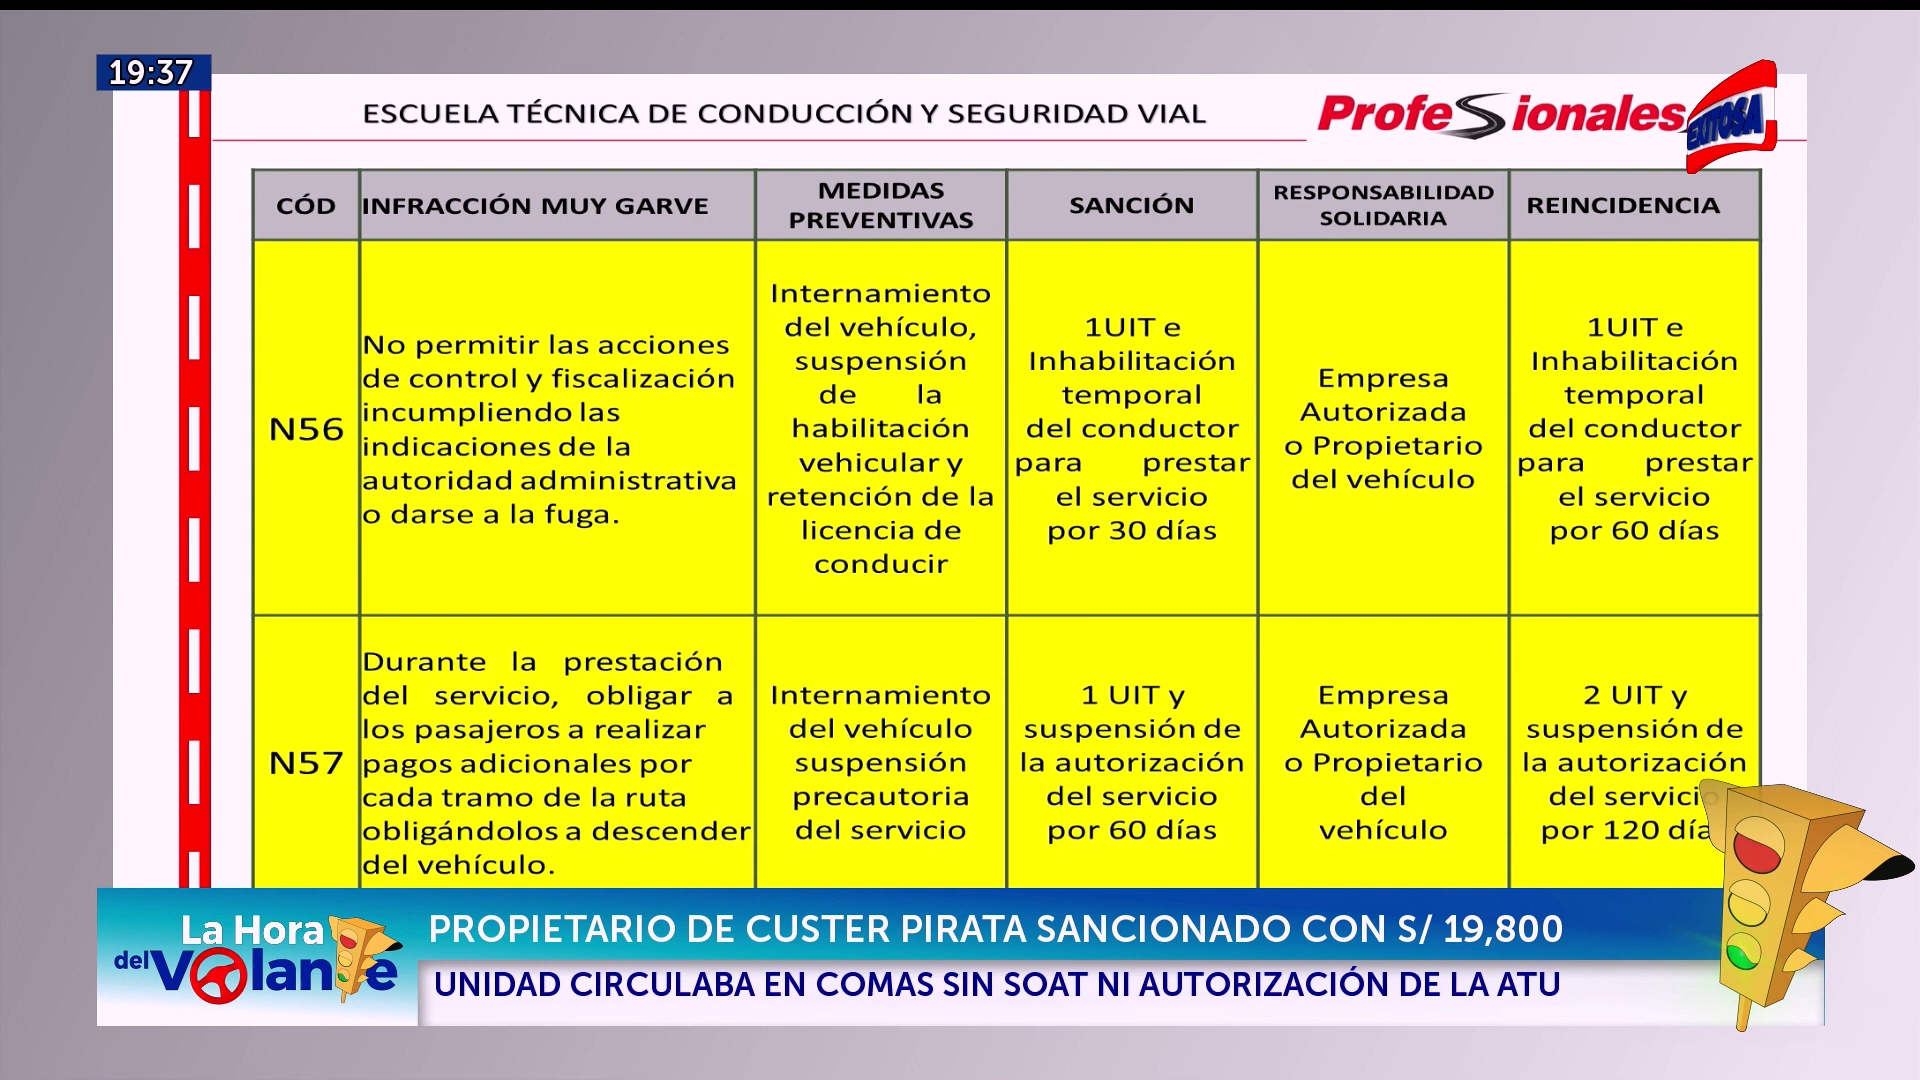 19:37
ESCUELA TÉCNICA DE CONDUCCIÓN Y SEGURIDAD VIAL
Profesionales
EXITOSA
CÓD
INFRACCIÓN MUY GARVE
MEDIDAS
PREVENTIVAS
SANCIÓN
RESPONSABILIDAD
SOLIDARIA
REINCIDENCIA
N56
No permitir las acciones
de control y fiscalización
incumpliendo las
indicaciones de la
autoridad administrativa
o darse a la fuga.
Internamiento
del vehículo,
suspensión
de la
habilitación
vehicular y
retención de la
licencia de
conducir
1UIT e
Inhabilitación
temporal
del conductor
para prestar
el servicio
por 30 días
Empresa
Autorizada
o Propietario
del vehículo
1UIT e
Inhabilitación
temporal
del conductor
para prestar
el servicio
por 60 días
N57
Durante la prestación
del servicio, obligar a
los pasajeros a realizar
pagos adicionales por
cada tramo de la ruta
obligándolos a descender
del vehículo.
Internamiento
del vehículo
suspensión
precautoria
del servicio
1 UIT y
suspensión de
la autorización
del servicio
por 60 días
Empresa
Autorizada
o Propietario
del
vehículo
2 UIT y
suspensión de
la autorización
del servicio
por 120 día
La Hora
del Volante
PROPIETARIO DE CUSTER PIRATA SANCIONADO CON S/ 19,800
UNIDAD CIRCULABA EN COMAS SIN SOAT NI AUTORIZACIÓN DE LA ATU